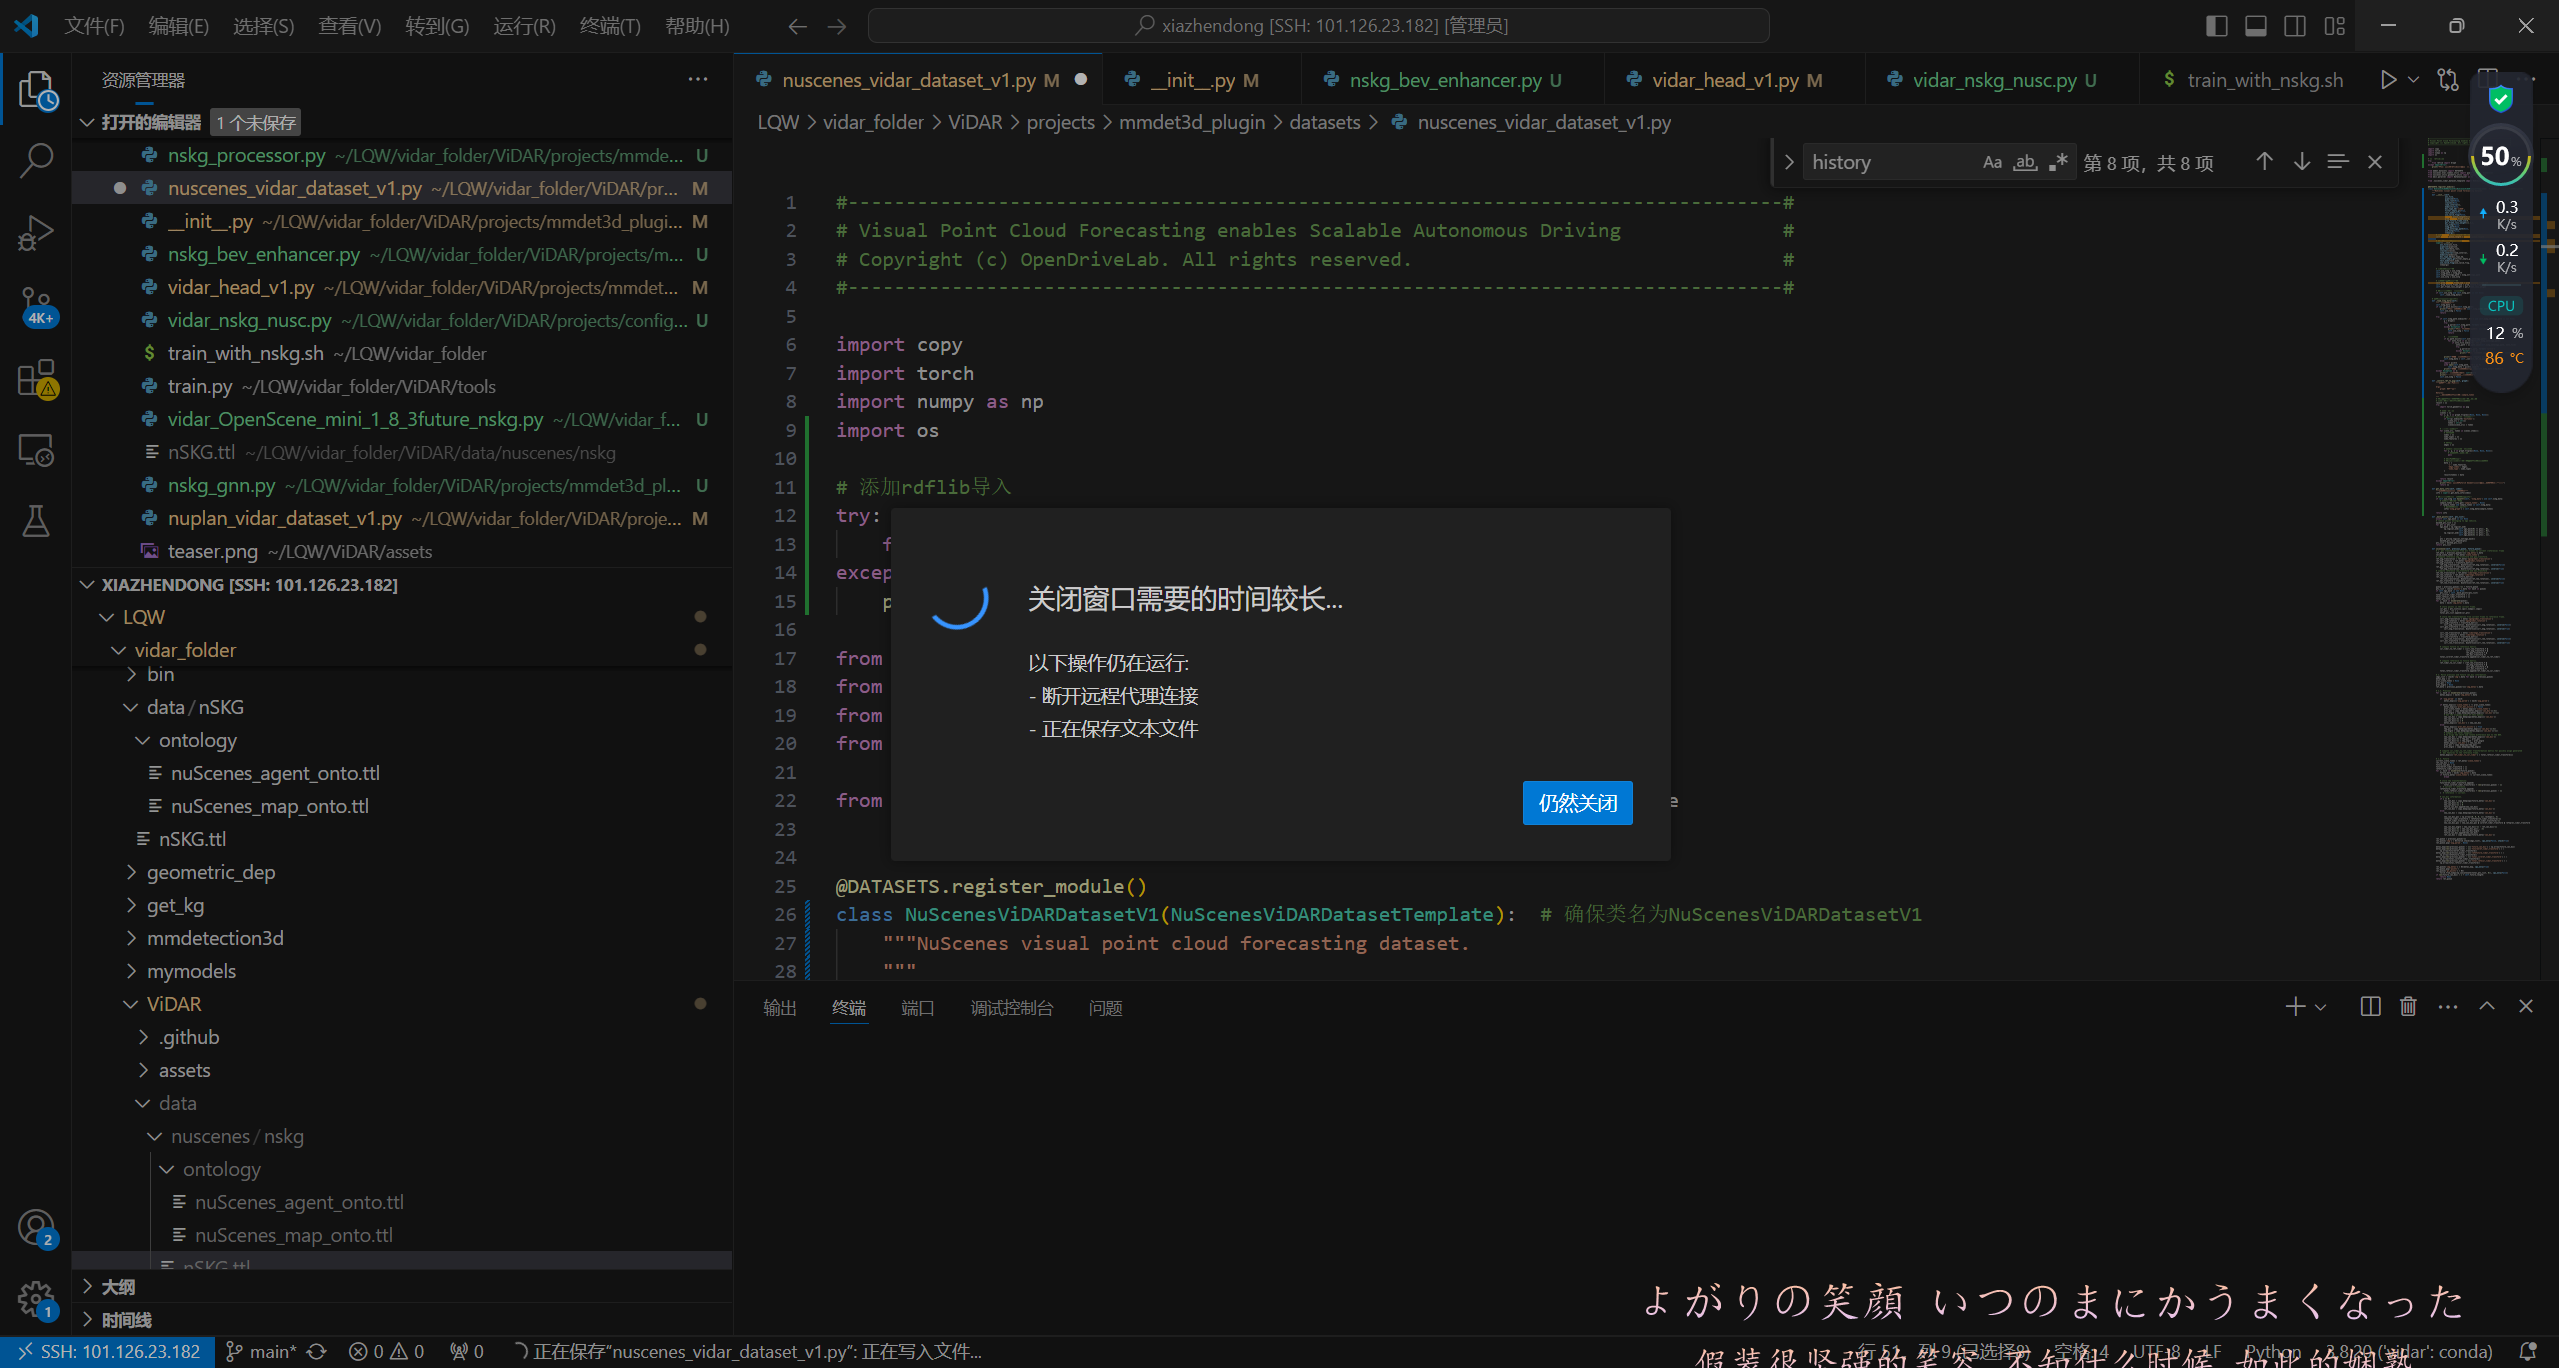 文件(F) 编辑(E) 选择(S) 查看(V) 转到(G) 运行(R) 终端(T) 帮助(H) xiazhendong [SSH: 101.126.23.182] [管理员]
资源管理器
打开的编辑器 1 个未保存
nskg_processor.py ~/LQW/vidar_folder/ViDAR/projects/mmde... U
nuscenes_vidar_dataset_v1.py ~/LQW/vidar_folder/ViDAR/pr... M
__init__.py ~/LQW/vidar_folder/ViDAR/projects/mmdet3d_plugi... M
nskg_bev_enhancer.py ~/LQW/vidar_folder/ViDAR/projects/m... U
vidar_head_v1.py ~/LQW/vidar_folder/ViDAR/projects/mmdet... M
vidar_nskg_nusc.py ~/LQW/vidar_folder/ViDAR/projects/config... U
$ train_with_nskg.sh ~/LQW/vidar_folder
train.py ~/LQW/vidar_folder/ViDAR/tools
vidar_OpenScene_mini_1_8_3future_nskg.py ~/LQW/vidar_f... U
nSKG.ttl ~/LQW/vidar_folder/ViDAR/data/nuscenes/nskg
nskg_gnn.py ~/LQW/vidar_folder/ViDAR/projects/mmdet3d_pl... U
nuplan_vidar_dataset_v1.py ~/LQW/vidar_folder/ViDAR/proje... M
teaser.png ~/LQW/ViDAR/assets
XIAZHENDONG [SSH: 101.126.23.182]
LQW
vidar_folder
bin
data/nSKG
ontology
nuScenes_agent_onto.ttl
nuScenes_map_onto.ttl
nSKG.ttl
geometric_dep
get_kg
mmdetection3d
mymodels
ViDAR
.github
assets
data
nuscenes/nskg
ontology
nuScenes_agent_onto.ttl
nuScenes_map_onto.ttl
nSKG.ttl
大纲
时间线
4K+
2
1
nuscenes_vidar_dataset_v1.py M __init__.py M nskg_bev_enhancer.py U vidar_head_v1.py M vidar_nskg_nusc.py U $ train_with_nskg.sh
LQW > vidar_folder > ViDAR > projects > mmdet3d_plugin > datasets > nuscenes_vidar_dataset_v1.py
history Aa ab .* 第 8 项，共 8 项
50%
0.3 K/s
0.2 K/s
CPU
12 %
86 °C
1 #---------------------------------------------------------------------------------#
2 # Visual Point Cloud Forecasting enables Scalable Autonomous Driving #
3 # Copyright (c) OpenDriveLab. All rights reserved. #
4 #---------------------------------------------------------------------------------#
5
6 import copy
7 import torch
8 import numpy as np
9 import os
10
11 # 添加rdflib导入
12 try:
13 f
14 excep
15 p
16
17 from
18 from
19 from
20 from
21
22 from e
23
24
25 @DATASETS.register_module()
26 class NuScenesViDARDatasetV1(NuScenesViDARDatasetTemplate): # 确保类名为NuScenesViDARDatasetV1
27 """NuScenes visual point cloud forecasting dataset.
28 """
关闭窗口需要的时间较长...
以下操作仍在运行:
- 断开远程代理连接
- 正在保存文本文件
仍然关闭
输出 终端 端口 调试控制台 问题
よがりの笑顔 いつのまにかうまくなった
假装很坚强的笑容 不知什么时候 如此的娴熟
SSH: 101.126.23.182 main* 0 0 0 正在保存"nuscenes_vidar_dataset_v1.py": 正在写入文件... 行 51, 列 9 (已选择8) 空格: 4 UTF-8 LF Python 3.8.20 ('vidar': conda)